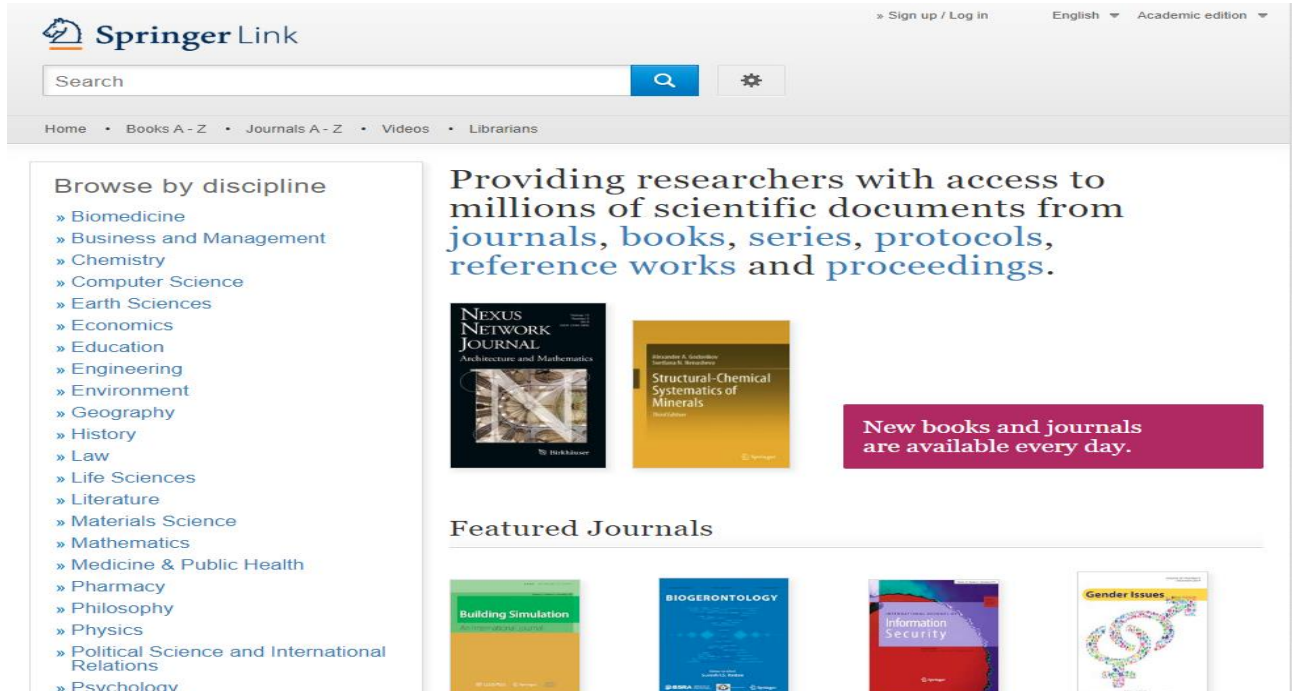 » Sign up / Log in English Academic edition
Springer Link
Search
Home • Books A - Z • Journals A - Z • Videos • Librarians
Browse by discipline
» Biomedicine
» Business and Management
» Chemistry
» Computer Science
» Earth Sciences
» Economics
» Education
» Engineering
» Environment
» Geography
» History
» Law
» Life Sciences
» Literature
» Materials Science
» Mathematics
» Medicine & Public Health
» Pharmacy
» Philosophy
» Physics
» Political Science and International
Relations
» Psychology
Providing researchers with access to
millions of scientific documents from
journals, books, series, protocols,
reference works and proceedings.
NEXUS
NETWORK
JOURNAL
Architecture and Mathematics
N
Birkhäuser
Structural-Chemical
Systematics of
Minerals
Third Edition
Springer
New books and journals
are available every day.
Featured Journals
Building Simulation
An International Journal
BIOGERONTOLOGY
Springer
Information
Security
Springer
Gender Issues